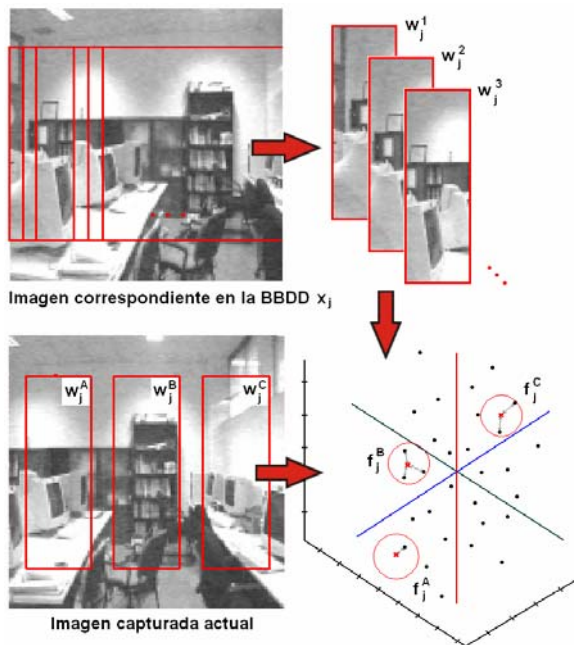 w_j^1
w_j^2
w_j^3
Imagen correspondiente en la BBDD x_j
w_j^A
w_j^B
w_j^C
f_j^C
f_j^B
f_j^A
Imagen capturada actual